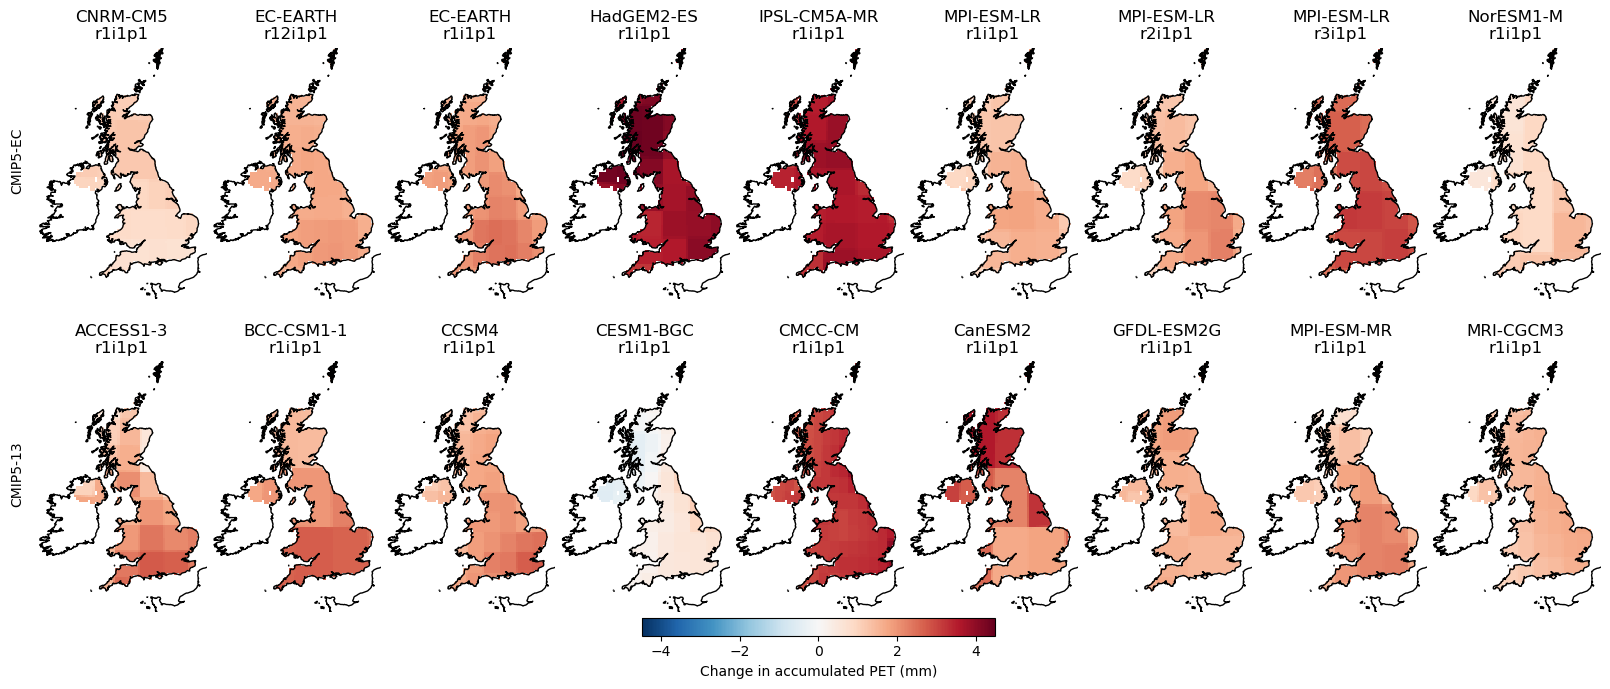 CNRM-CM5 EC-EARTH EC-EARTH HadGEM2-ES IPSL-CM5A-MR MPI-ESM-LR MPI-ESM-LR MPI-ESM-LR NorESM1-M
r1i1p1 r12i1p1 r1i1p1 r1i1p1 r1i1p1 r1i1p1 r2i1p1 r3i1p1 r1i1p1
CMIP5-EC
ACCESS1-3 BCC-CSM1-1 CCSM4 CESM1-BGC CMCC-CM CanESM2 GFDL-ESM2G MPI-ESM-MR MRI-CGCM3
r1i1p1 r1i1p1 r1i1p1 r1i1p1 r1i1p1 r1i1p1 r1i1p1 r1i1p1 r1i1p1
CMIP5-13
−4 −2 0 2 4
Change in accumulated PET (mm)